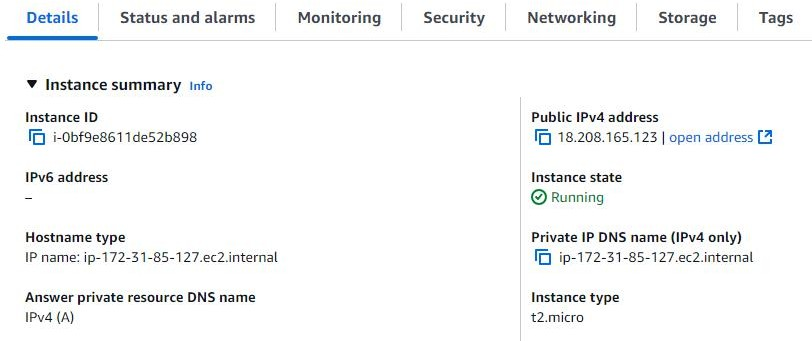 Details Status and alarms Monitoring Security Networking Storage Tags
Instance summary Info
Instance ID
i-0bf9e8611de52b898
Public IPv4 address
18.208.165.123 | open address
IPv6 address
–
Instance state
Running
Hostname type
IP name: ip-172-31-85-127.ec2.internal
Private IP DNS name (IPv4 only)
ip-172-31-85-127.ec2.internal
Answer private resource DNS name
IPv4 (A)
Instance type
t2.micro